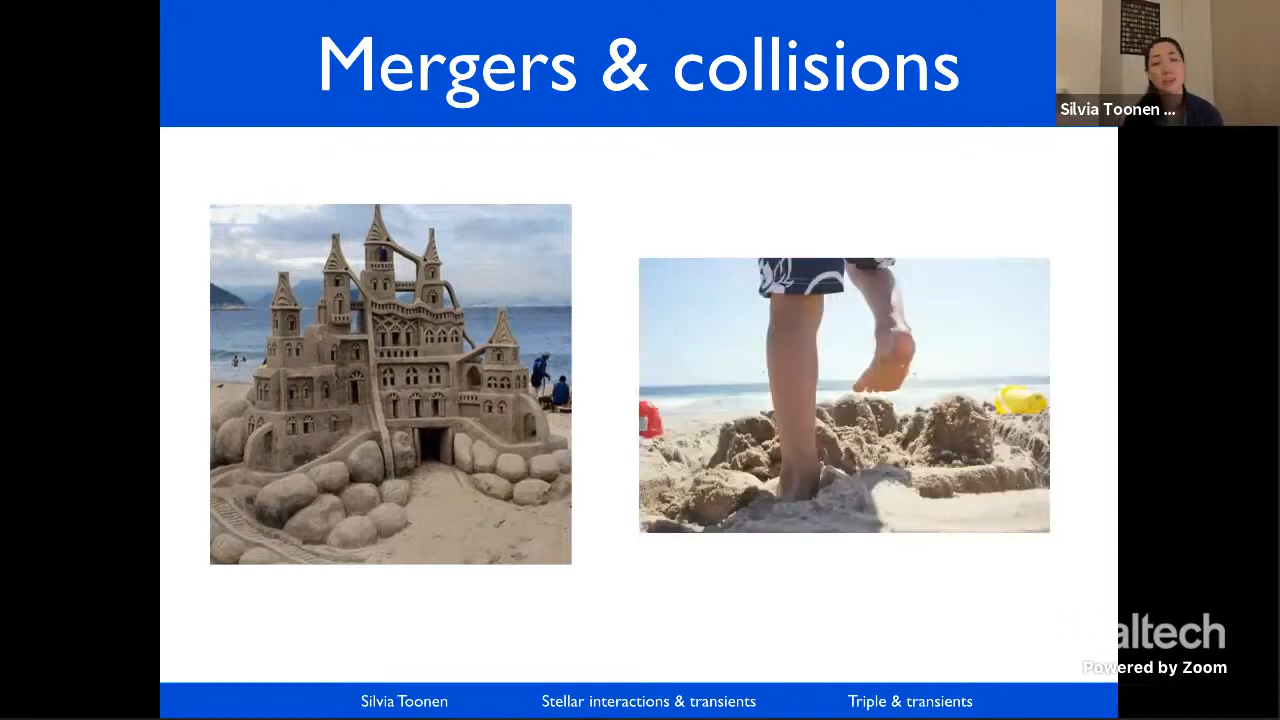 Mergers & collisions
Silvia Toonen ...
altech
Powered by Zoom
Silvia Toonen
Stellar interactions & transients
Triple & transients